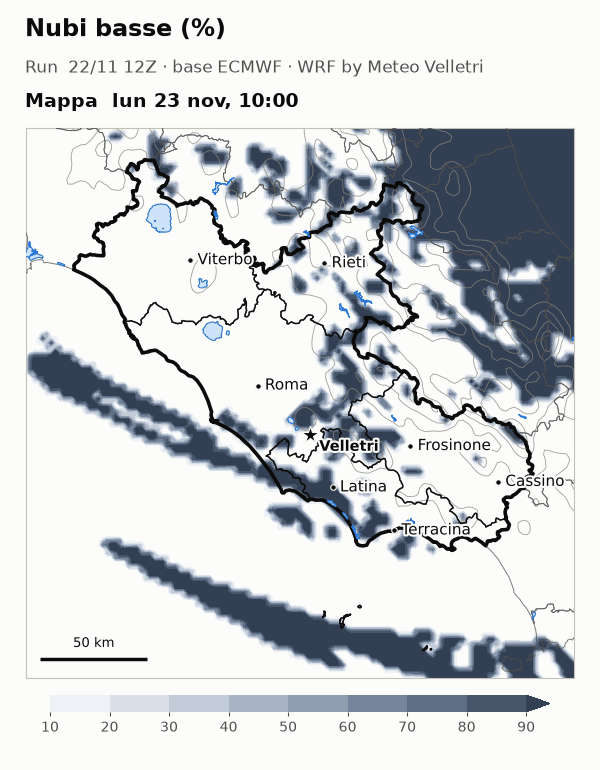 Nubi basse (%)
Run 22/11 12Z · base ECMWF · WRF by Meteo Velletri
Mappa lun 23 nov, 10:00
Viterbo
Rieti
Roma
Velletri
Frosinone
Cassino
Latina
Terracina
50 km
10 20 30 40 50 60 70 80 90